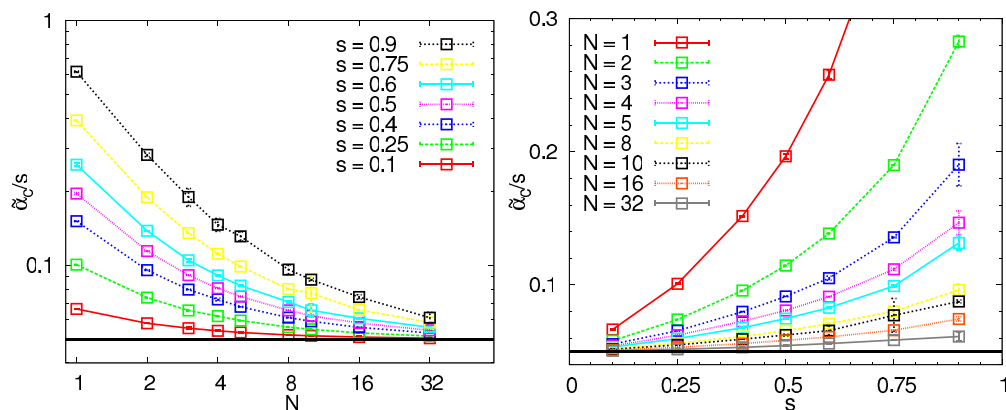 1
0.1
α̃c/s
1 2 4 8 16 32
N
s = 0.9
s = 0.75
s = 0.6
s = 0.5
s = 0.4
s = 0.25
s = 0.1
0.3
0.2
0.1
α̃c/s
0 0.25 0.5 0.75 1
s
N = 1
N = 2
N = 3
N = 4
N = 5
N = 8
N = 10
N = 16
N = 32